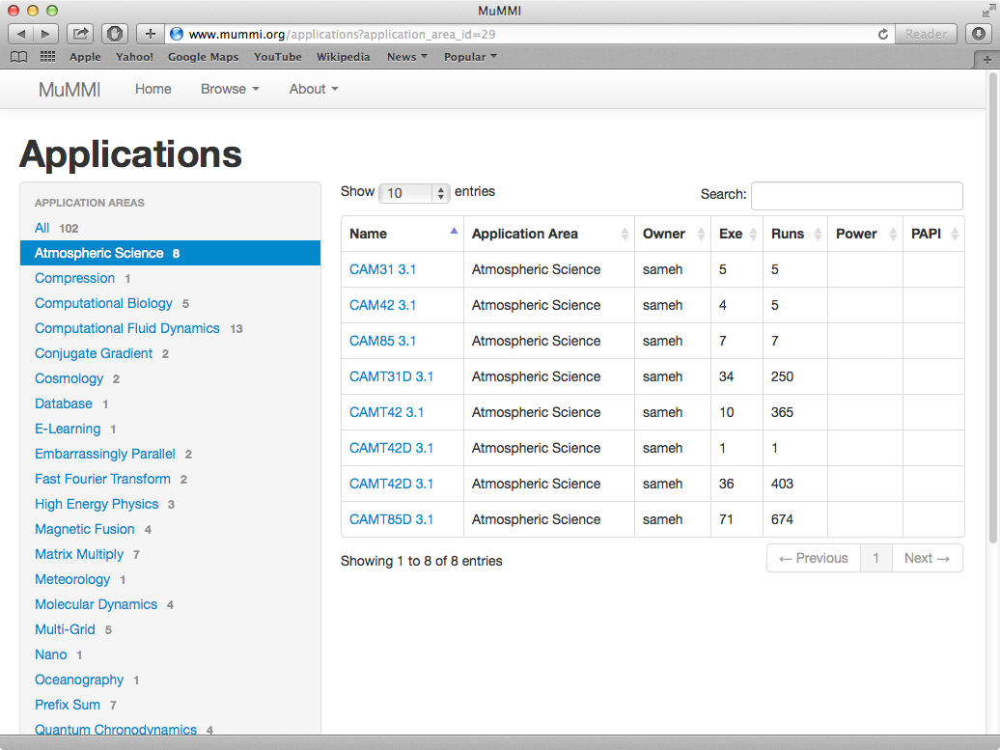 MuMMI
www.mummi.org/applications?application_area_id=29
Reader
Apple Yahoo! Google Maps YouTube Wikipedia News Popular
MuMMI Home Browse About
Applications
APPLICATION AREAS
All 102
Atmospheric Science 8
Compression 1
Computational Biology 5
Computational Fluid Dynamics 13
Conjugate Gradient 2
Cosmology 2
Database 1
E-Learning 1
Embarrassingly Parallel 2
Fast Fourier Transform 2
High Energy Physics 3
Magnetic Fusion 4
Matrix Multiply 7
Meteorology 1
Molecular Dynamics 4
Multi-Grid 5
Nano 1
Oceanography 1
Prefix Sum 7
Quantum Chronodynamics 4
Show 10 entries Search:
Name Application Area Owner Exe Runs Power PAPI
CAM31 3.1 Atmospheric Science sameh 5 5
CAM42 3.1 Atmospheric Science sameh 4 5
CAM85 3.1 Atmospheric Science sameh 7 7
CAMT31D 3.1 Atmospheric Science sameh 34 250
CAMT42 3.1 Atmospheric Science sameh 10 365
CAMT42D 3.1 Atmospheric Science sameh 1 1
CAMT42D 3.1 Atmospheric Science sameh 36 403
CAMT85D 3.1 Atmospheric Science sameh 71 674
Showing 1 to 8 of 8 entries ← Previous 1 Next →